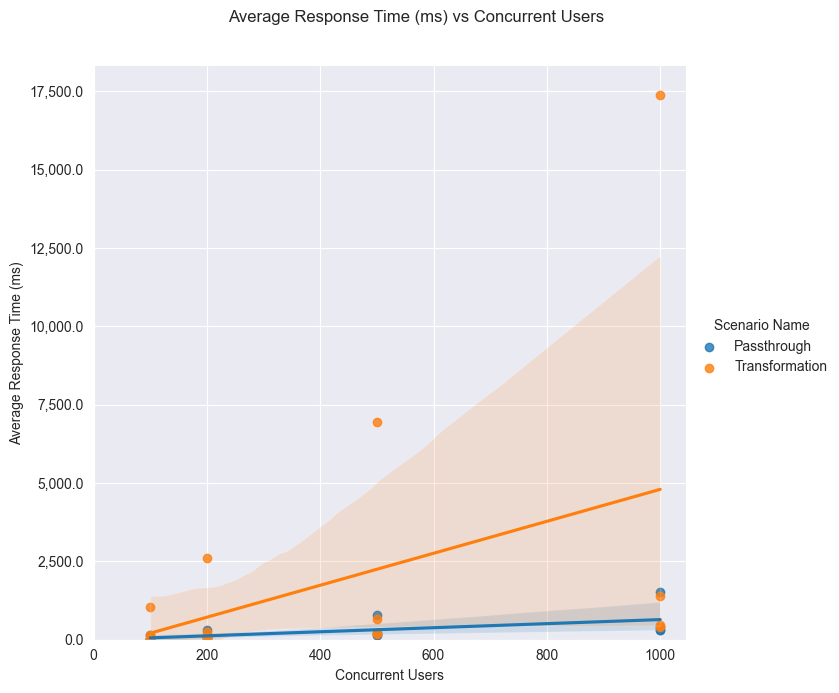 Average Response Time (ms) vs Concurrent Users
17,500.0
15,000.0
12,500.0
10,000.0
7,500.0
5,000.0
2,500.0
0.0
Average Response Time (ms)
0 200 400 600 800 1000
Concurrent Users
Scenario Name
Passthrough
Transformation